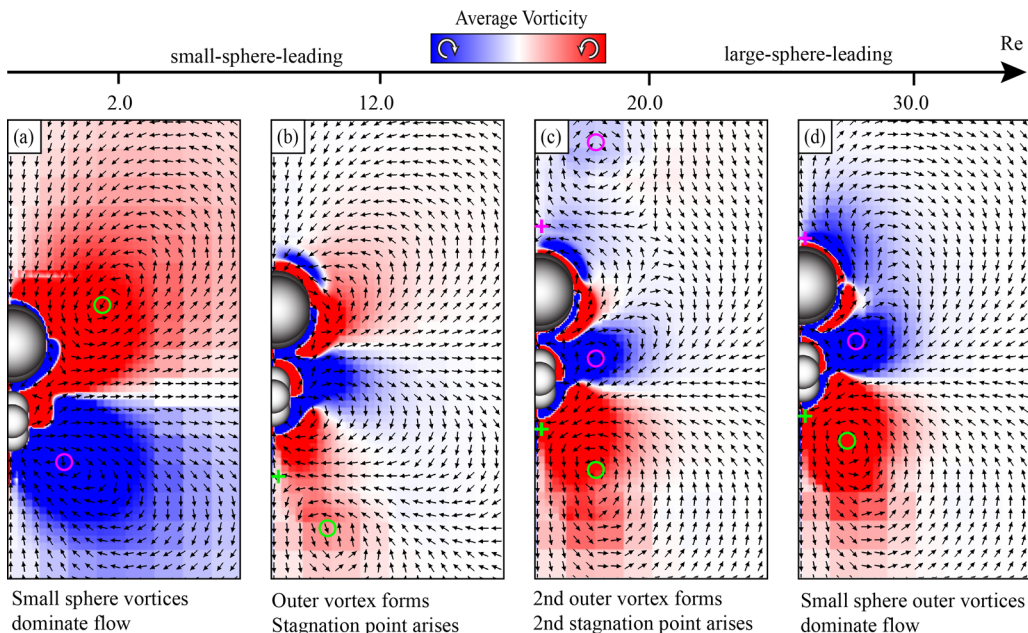 Average Vorticity
small-sphere-leading
large-sphere-leading
Re
2.0
12.0
20.0
30.0
(a)
(b)
(c)
(d)
Small sphere vortices
dominate flow
Outer vortex forms
Stagnation point arises
2nd outer vortex forms
2nd stagnation point arises
Small sphere outer vortices
dominate flow